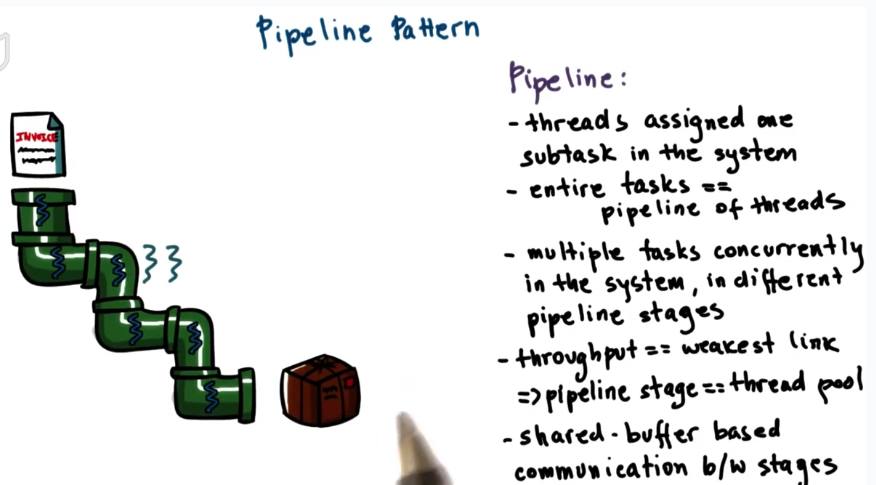 Pipeline Pattern
INVOICE
Pipeline:
- threads assigned one
subtask in the system
- entire tasks ==
pipeline of threads
- multiple tasks concurrently
in the system, in different
pipeline stages
- throughput == weakest link
=> pipeline stage == thread pool
- shared-buffer based
communication b/w stages